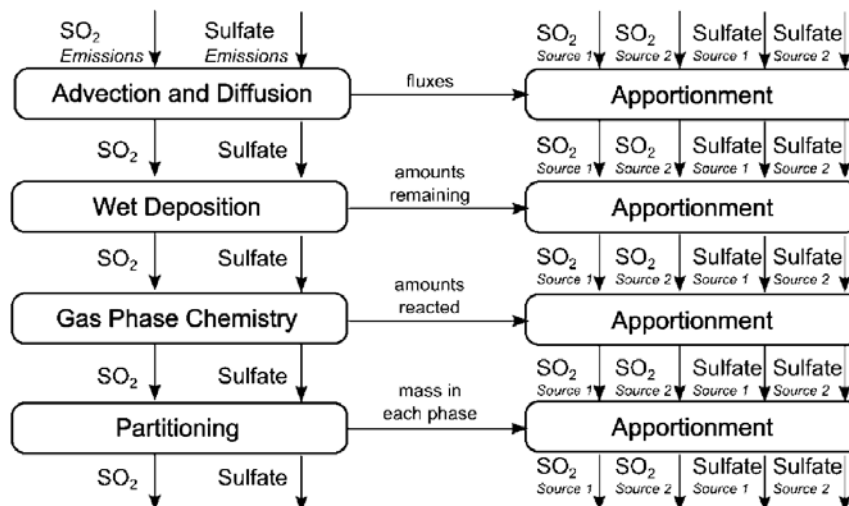 SO2 Sulfate
Emissions Emissions
SO2 SO2 Sulfate Sulfate
Source 1 Source 2 Source 1 Source 2
Advection and Diffusion fluxes Apportionment
SO2 Sulfate
SO2 SO2 Sulfate Sulfate
Source 1 Source 2 Source 1 Source 2
amounts
remaining
Wet Deposition Apportionment
SO2 Sulfate
SO2 SO2 Sulfate Sulfate
Source 1 Source 2 Source 1 Source 2
amounts
reacted
Gas Phase Chemistry Apportionment
SO2 Sulfate
SO2 SO2 Sulfate Sulfate
Source 1 Source 2 Source 1 Source 2
mass in
each phase
Partitioning Apportionment
SO2 Sulfate
SO2 SO2 Sulfate Sulfate
Source 1 Source 2 Source 1 Source 2